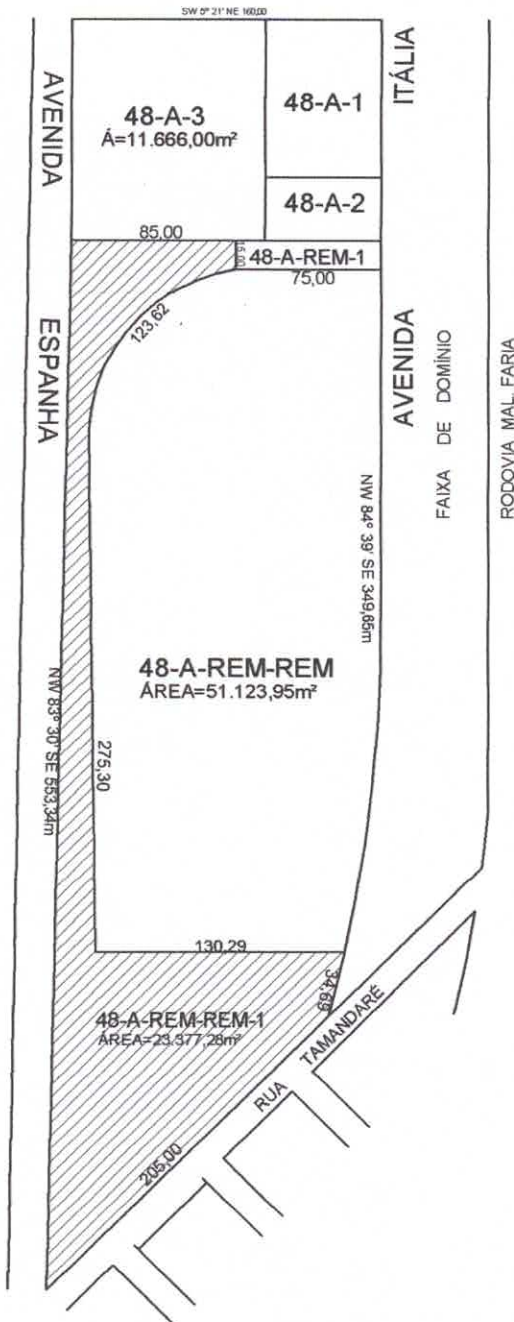 SW 5° 21' NE 160,00
AVENIDA
ESPANHA
48-A-3
Á=11.666,00m²
48-A-1
48-A-2
ITÁLIA
AVENIDA
85,00
15,00
48-A-REM-1
75,00
123,62
FAIXA DE DOMÍNIO
RODOVIA MAL. FARIA
NW 84° 39' SE 349,65m
48-A-REM-REM
ÁREA=51.123,95m²
NW 83° 30' SE 553,34m
275,30
130,29
34,69
48-A-REM-REM-1
ÁREA=23.377,28m²
RUA TAMANDARÉ
205,00